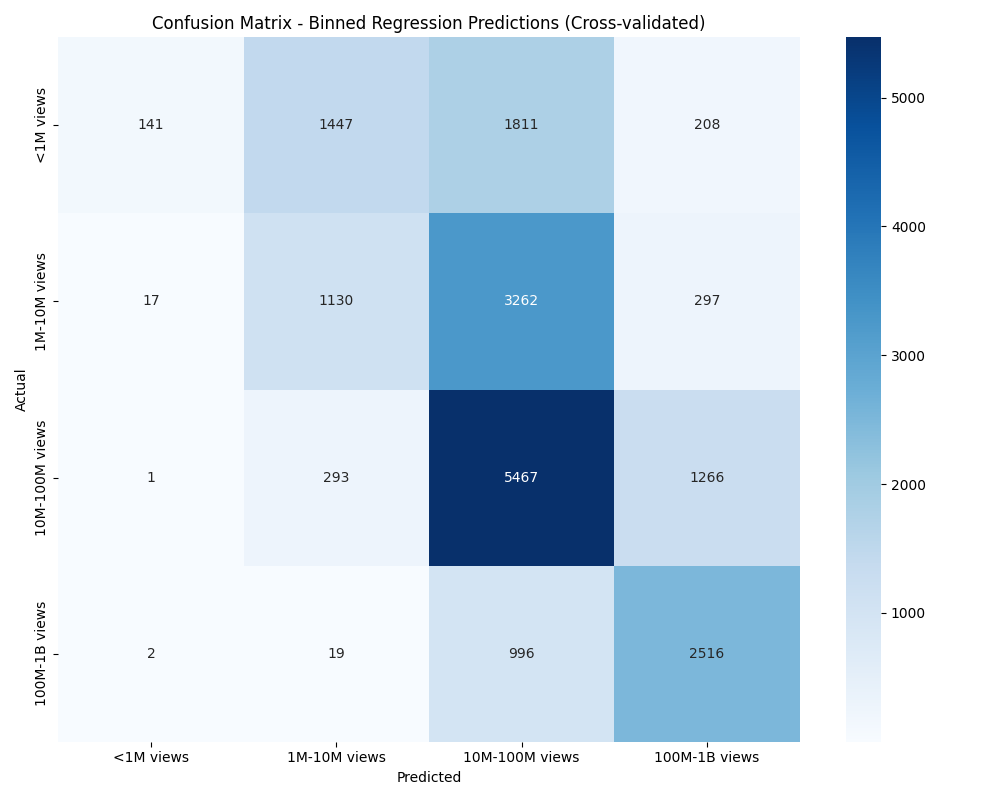 Confusion Matrix - Binned Regression Predictions (Cross-validated)
<1M views
141
1447
1811
208
1M-10M views
17
1130
3262
297
10M-100M views
1
293
5467
1266
100M-1B views
2
19
996
2516
Actual
<1M views
1M-10M views
10M-100M views
100M-1B views
Predicted
5000
4000
3000
2000
1000